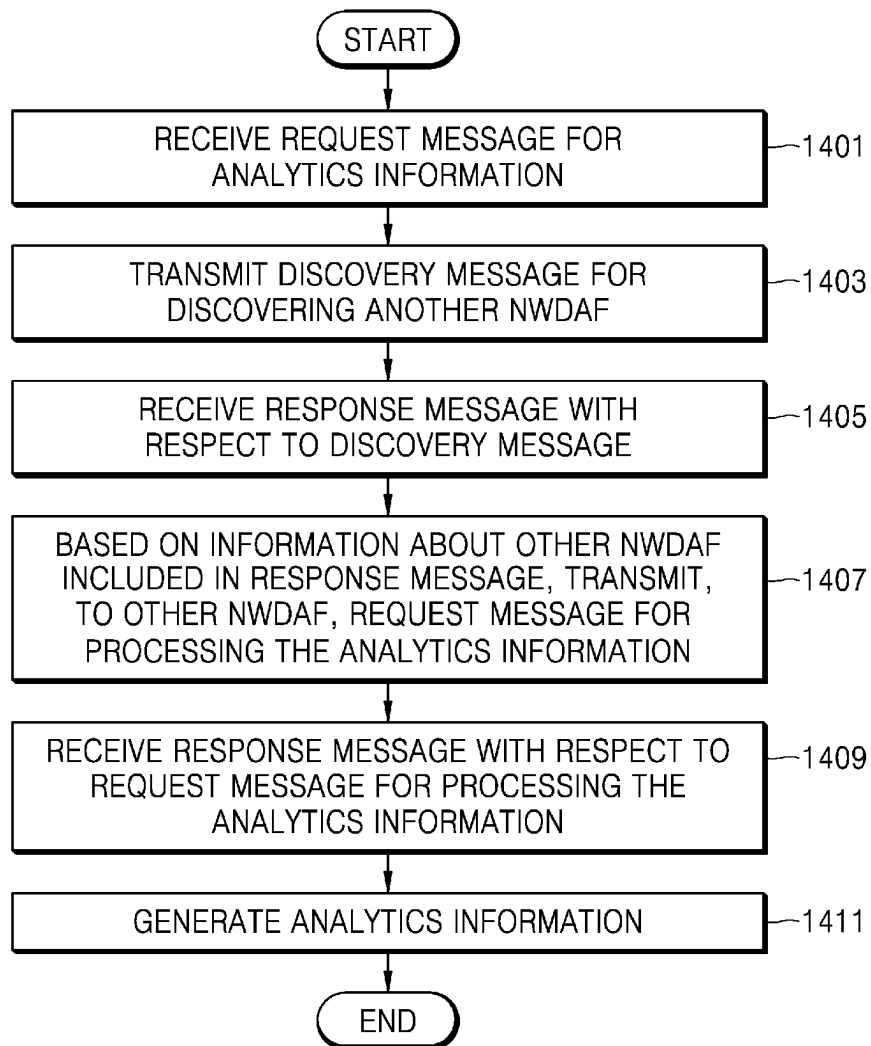 START
RECEIVE REQUEST MESSAGE FOR
ANALYTICS INFORMATION
1401
TRANSMIT DISCOVERY MESSAGE FOR
DISCOVERING ANOTHER NWDAF
1403
RECEIVE RESPONSE MESSAGE WITH
RESPECT TO DISCOVERY MESSAGE
1405
BASED ON INFORMATION ABOUT OTHER NWDAF
INCLUDED IN RESPONSE MESSAGE, TRANSMIT,
TO OTHER NWDAF, REQUEST MESSAGE FOR
PROCESSING THE ANALYTICS INFORMATION
1407
RECEIVE RESPONSE MESSAGE WITH RESPECT TO
REQUEST MESSAGE FOR PROCESSING THE
ANALYTICS INFORMATION
1409
GENERATE ANALYTICS INFORMATION
1411
END